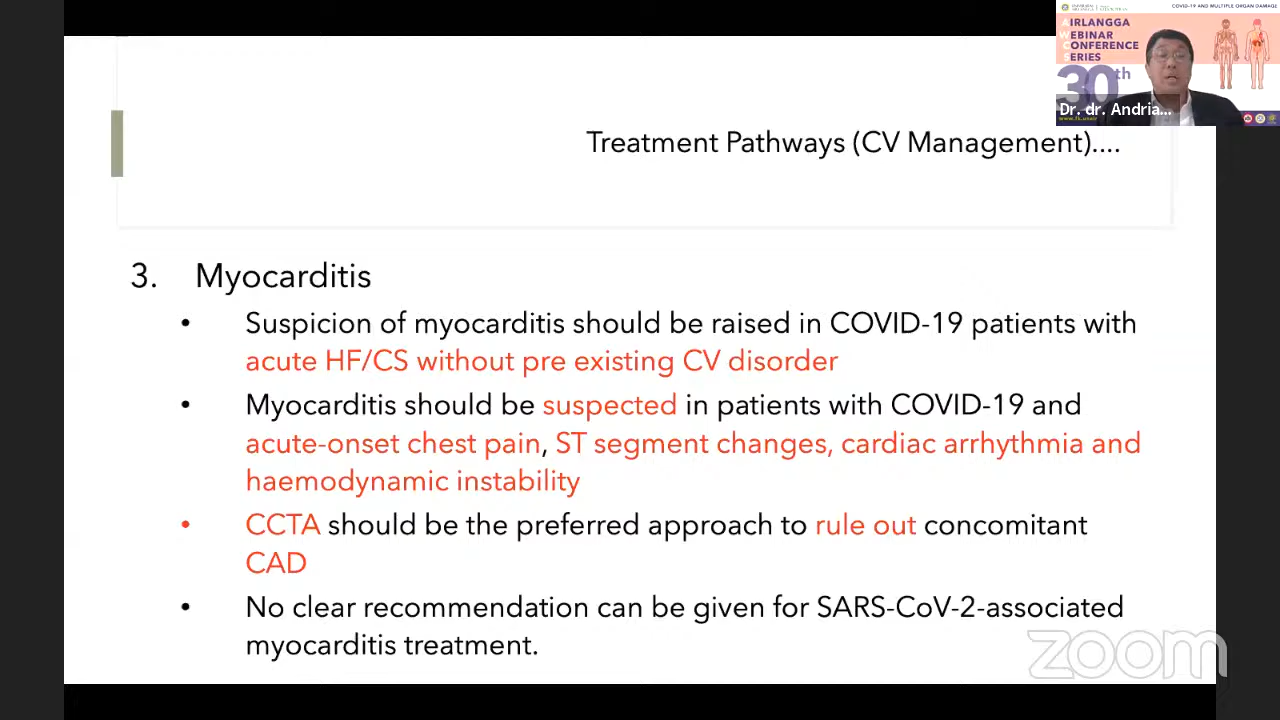 COVID-19 AND MULTIPLE ORGAN DAMAGE
AIRLANGGA
WEBINAR
CONFERENCE
SERIES
30th
Dr. dr. Andria...
Treatment Pathways (CV Management)....
3. Myocarditis
• Suspicion of myocarditis should be raised in COVID-19 patients with
acute HF/CS without pre existing CV disorder
• Myocarditis should be suspected in patients with COVID-19 and
acute-onset chest pain, ST segment changes, cardiac arrhythmia and
haemodynamic instability
• CCTA should be the preferred approach to rule out concomitant
CAD
• No clear recommendation can be given for SARS-CoV-2-associated
myocarditis treatment.
zoom